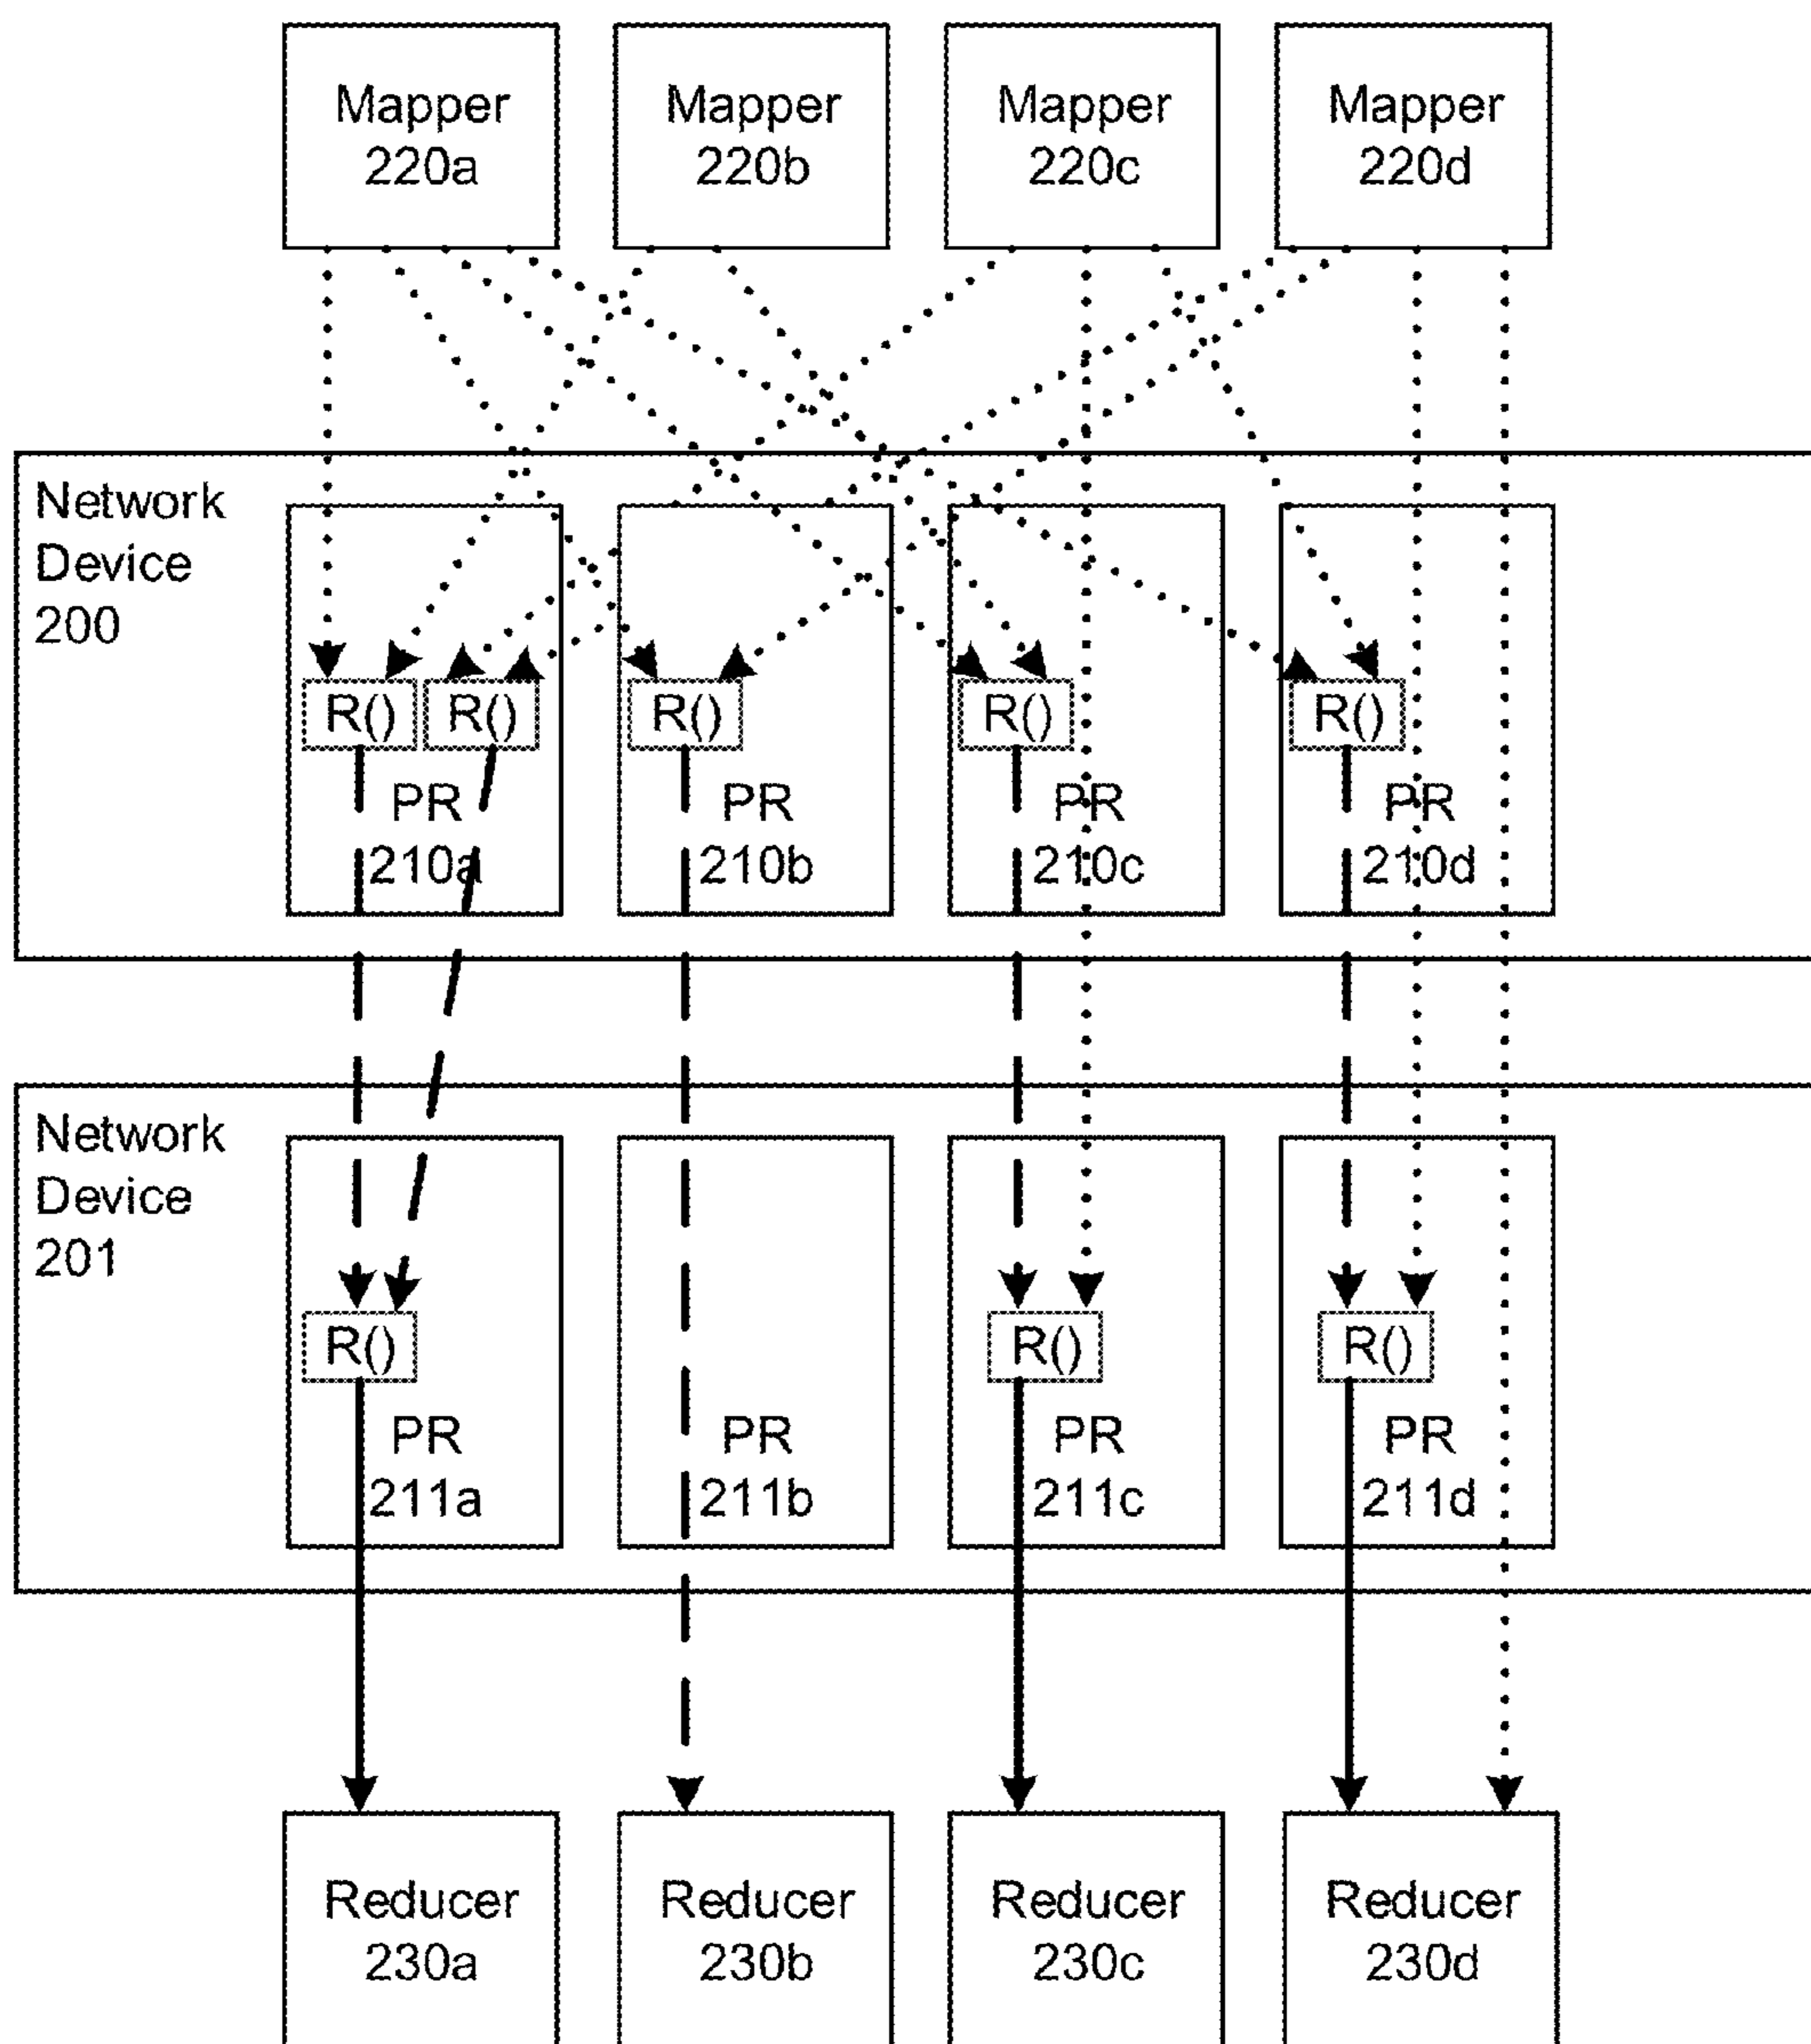 Mapper
220a
Mapper
220b
Mapper
220c
Mapper
220d
Network
Device
200
R()
R()
R()
R()
R()
PR
210a
PR
210b
PR
210c
PR
210d
Network
Device
201
R()
R()
R()
PR
211a
PR
211b
PR
211c
PR
211d
Reducer
230a
Reducer
230b
Reducer
230c
Reducer
230d